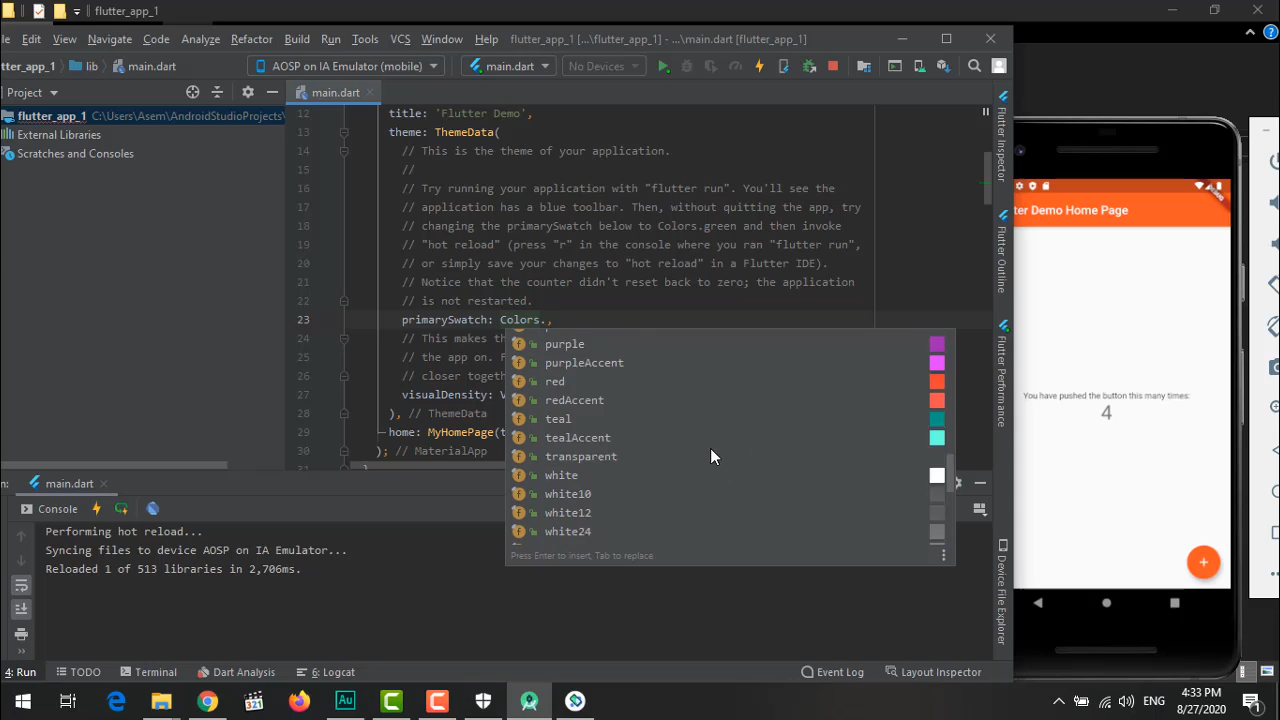 flutter_app_1
Edit View Navigate Code Analyze Refactor Build Run Tools VCS Window Help flutter_app_1 [...\flutter_app_1] - ...\main.dart [flutter_app_1]
flutter_app_1 lib main.dart AOSP on IA Emulator (mobile) main.dart No Devices
Project main.dart
flutter_app_1 C:\Users\Asem\AndroidStudioProjects\
External Libraries
Scratches and Consoles
12 title: 'Flutter Demo',
13 theme: ThemeData(
14 // This is the theme of your application.
15 //
16 // Try running your application with "flutter run". You'll see the
17 // application has a blue toolbar. Then, without quitting the app, try
18 // changing the primarySwatch below to Colors.green and then invoke
19 // "hot reload" (press "r" in the console where you ran "flutter run",
20 // or simply save your changes to "hot reload" in a Flutter IDE).
21 // Notice that the counter didn't reset back to zero; the application
22 // is not restarted.
23 primarySwatch: Colors.,
24 // This makes th
25 // the app on. F
26 // closer togeth
27 visualDensity: V
28 ), // ThemeData
29 home: MyHomePage(t
30 ); // MaterialApp
31 }
purple
purpleAccent
red
redAccent
teal
tealAccent
transparent
white
white10
white12
white24
Press Enter to insert, Tab to replace
Flutter Inspector
Flutter Outline
Flutter Performance
Device File Explorer
n: main.dart
Console
Performing hot reload...
Syncing files to device AOSP on IA Emulator...
Reloaded 1 of 513 libraries in 2,706ms.
4: Run TODO Terminal Dart Analysis 6: Logcat Event Log Layout Inspector
ter Demo Home Page
You have pushed the button this many times:
4
+
321
Au
ENG
4:33 PM
8/27/2020
1